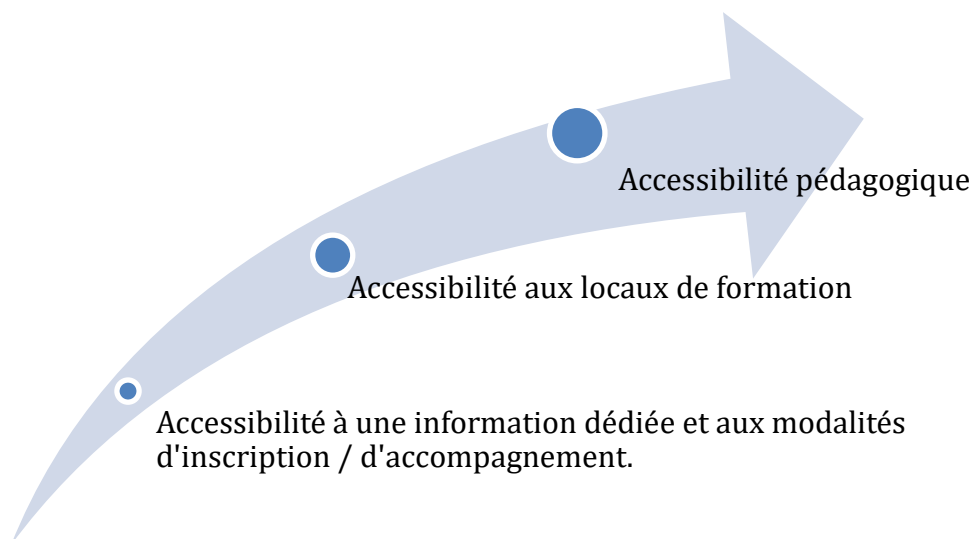 Accessibilité pédagogique
Accessibilité aux locaux de formation
Accessibilité à une information dédiée et aux modalités
d'inscription / d'accompagnement.